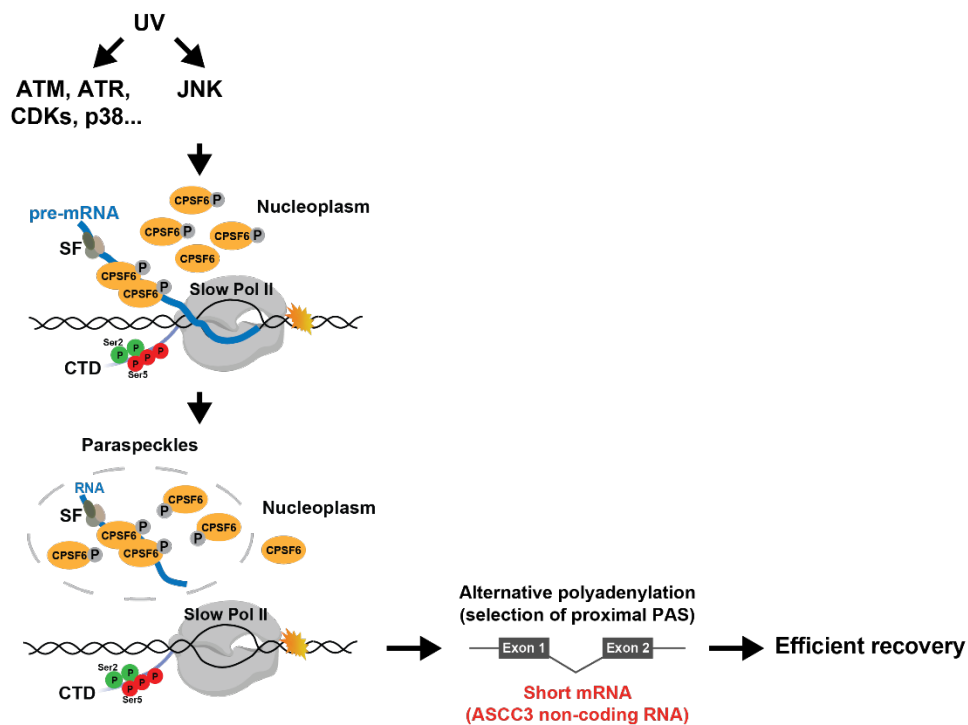 UV
ATM, ATR,
CDKs, p38...
JNK
CPSF6 P
Nucleoplasm
pre-mRNA
CPSF6 P
CPSF6 P
SF
CPSF6
P
CPSF6
P
CPSF6
Slow Pol II
Ser2
P
P
P
P
P
P
CTD
Ser5
Paraspeckles
RNA
CPSF6
P
Nucleoplasm
SF
P
CPSF6
CPSF6
P
CPSF6 P
P
CPSF6
CPSF6
Slow Pol II
Ser2
P
P
P
P
P
P
CTD
Ser5
Alternative polyadenylation
(selection of proximal PAS)
Exon 1
Exon 2
Short mRNA
(ASCC3 non-coding RNA)
Efficient recovery